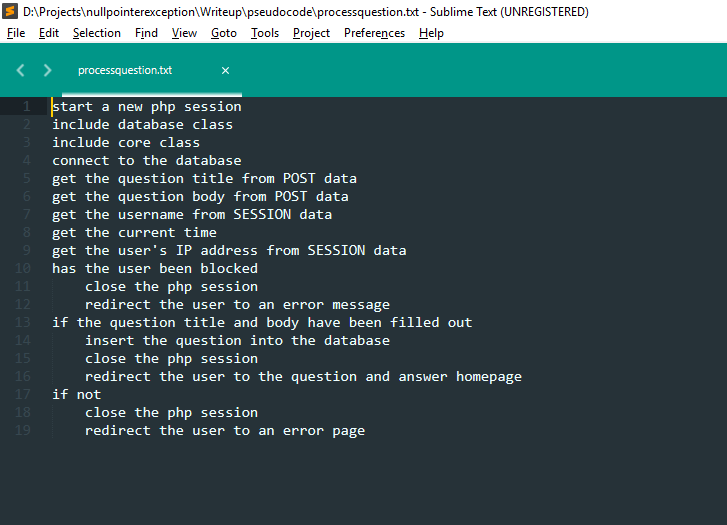 D:\Projects\nullpointerexception\Writeup\pseudocode\processquestion.txt - Sublime Text (UNREGISTERED)
File Edit Selection Find View Goto Tools Project Preferences Help
processquestion.txt ×
1 start a new php session
2 include database class
3 include core class
4 connect to the database
5 get the question title from POST data
6 get the question body from POST data
7 get the username from SESSION data
8 get the current time
9 get the user's IP address from SESSION data
10 has the user been blocked
11     close the php session
12     redirect the user to an error message
13 if the question title and body have been filled out
14     insert the question into the database
15     close the php session
16     redirect the user to the question and answer homepage
17 if not
18     close the php session
19     redirect the user to an error page